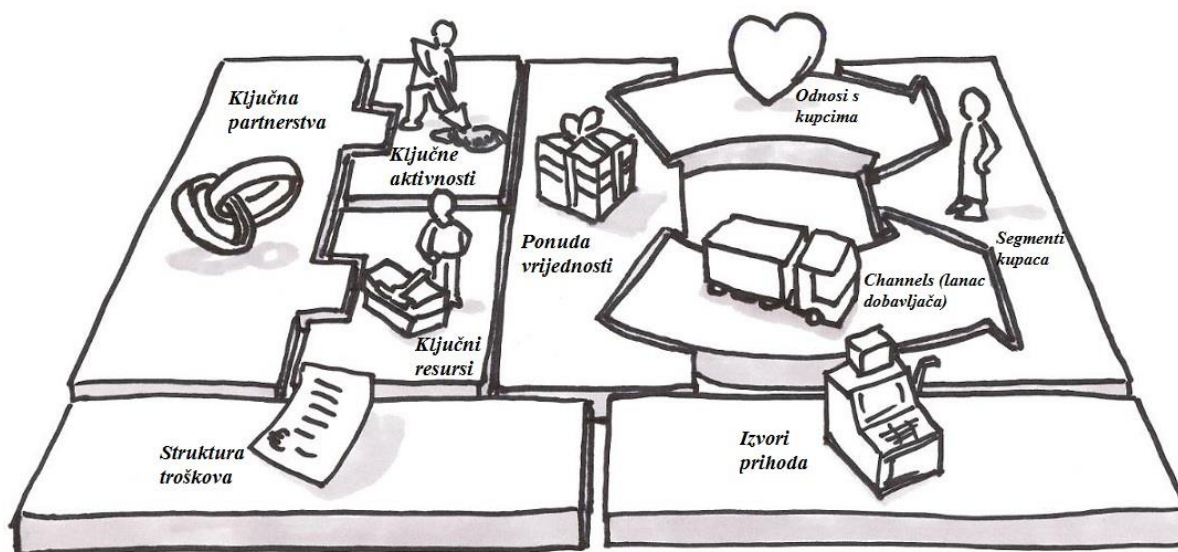 Ključna
partnerstva
Ključne
aktivnosti
Ključni
resursi
Ponuda
vrijednosti
Odnosi s
kupcima
Channels (lanac
dobavljača)
Segmenti
kupaca
Struktura
troškova
Izvori
prihoda